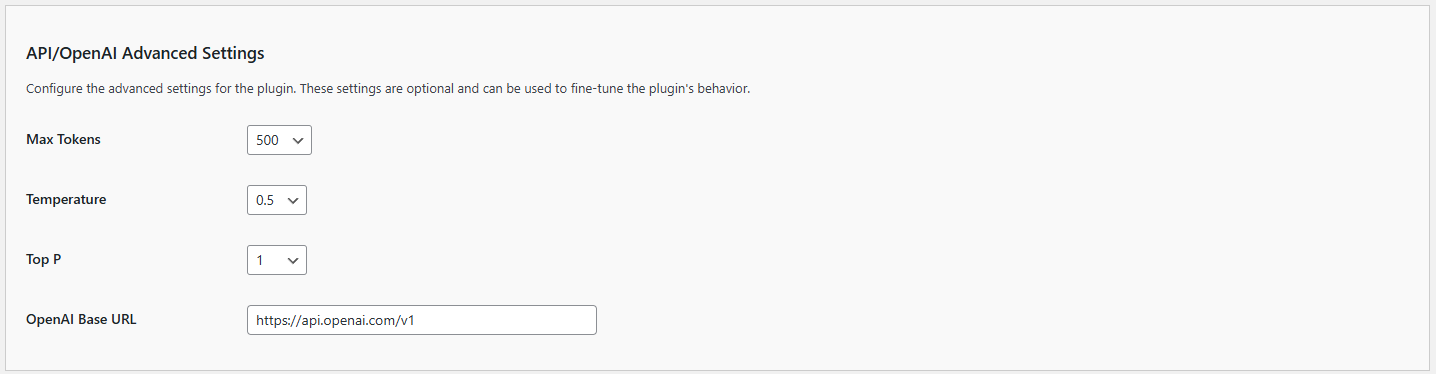 API/OpenAI Advanced Settings
Configure the advanced settings for the plugin. These settings are optional and can be used to fine-tune the plugin's behavior.
Max Tokens 500
Temperature 0.5
Top P 1
OpenAI Base URL https://api.openai.com/v1